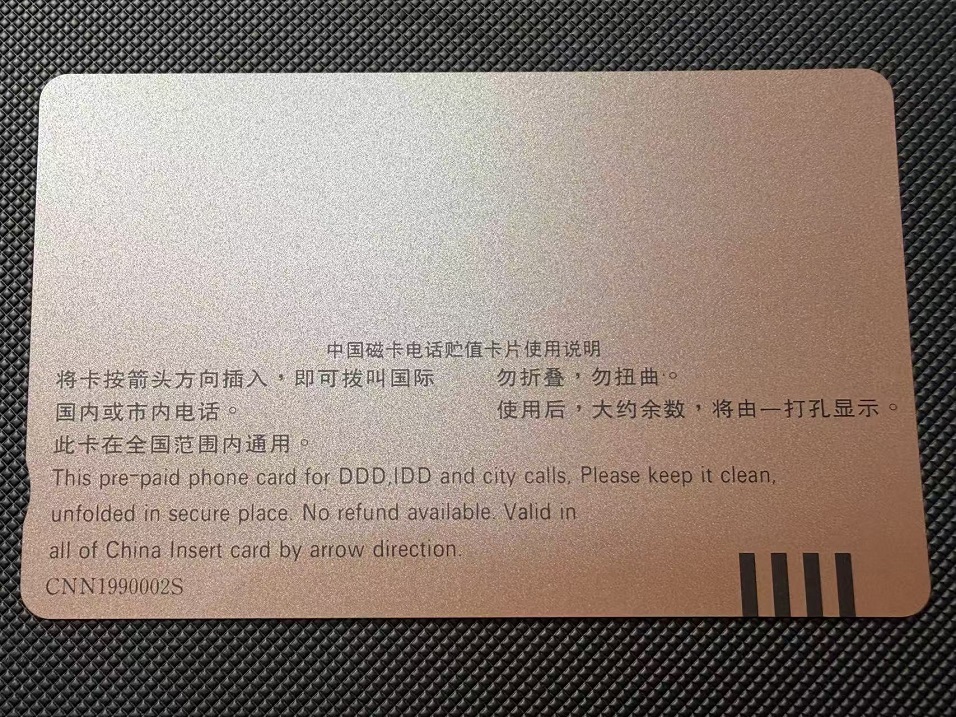 中国磁卡电话贮值卡片使用说明
将卡按箭头方向插入，即可拨叫国际
国内或市内电话。
此卡在全国范围内通用。
勿折叠，勿扭曲。
使用后，大约余数，将由一打孔显示。
This pre-paid phone card for DDD,IDD and city calls, Please keep it clean,
unfolded in secure place. No refund available. Valid in
all of China Insert card by arrow direction.
CNN1990002S